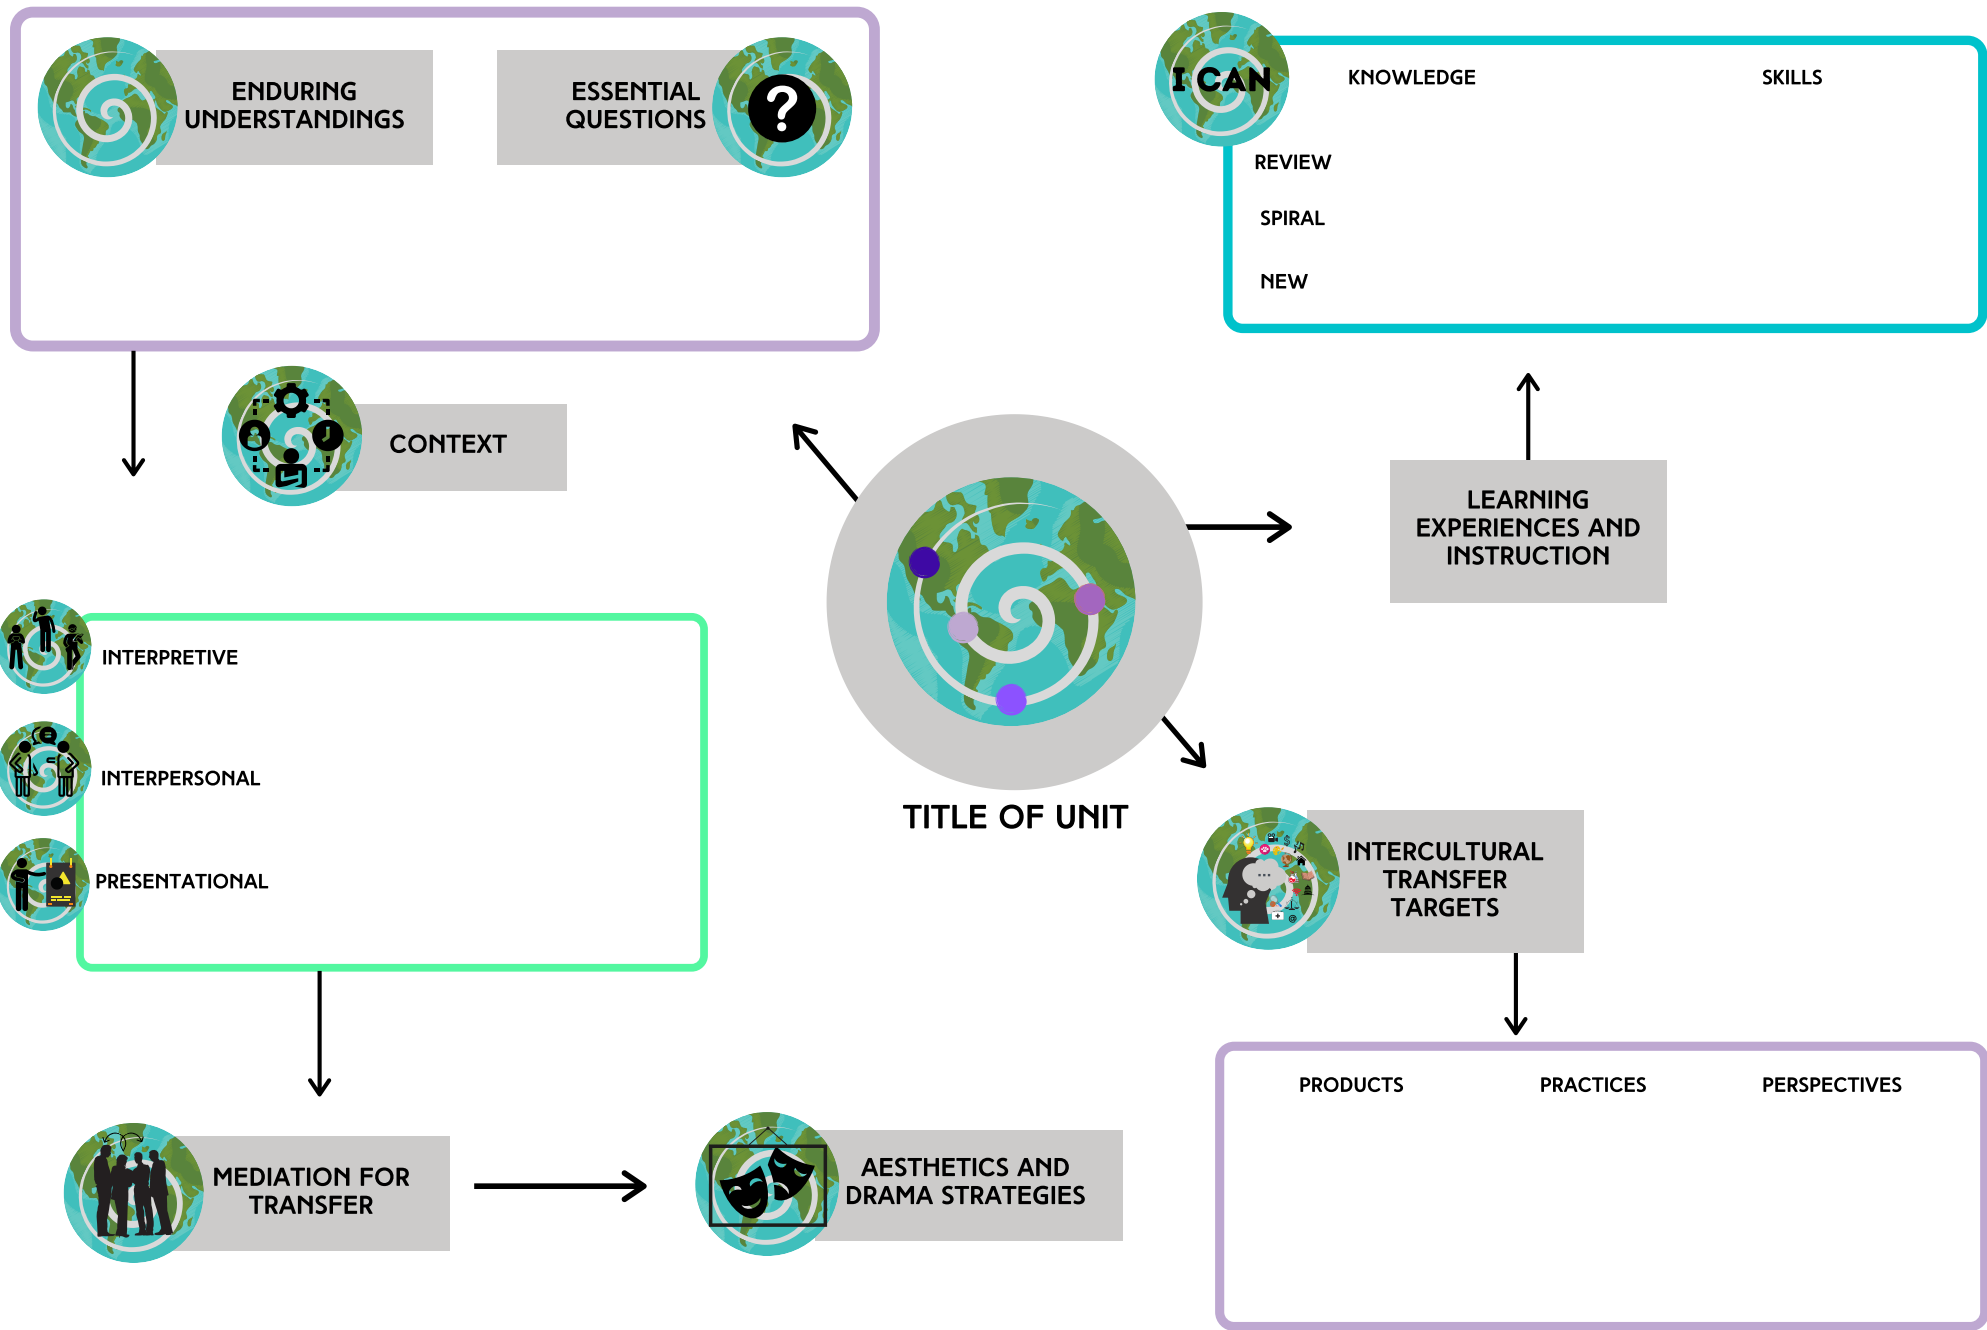 ENDURING
UNDERSTANDINGS
ESSENTIAL
QUESTIONS
?
I CAN
KNOWLEDGE
SKILLS
REVIEW
SPIRAL
NEW
CONTEXT
LEARNING
EXPERIENCES AND
INSTRUCTION
INTERPRETIVE
INTERPERSONAL
PRESENTATIONAL
TITLE OF UNIT
INTERCULTURAL
TRANSFER
TARGETS
PRODUCTS
PRACTICES
PERSPECTIVES
MEDIATION FOR
TRANSFER
AESTHETICS AND
DRAMA STRATEGIES